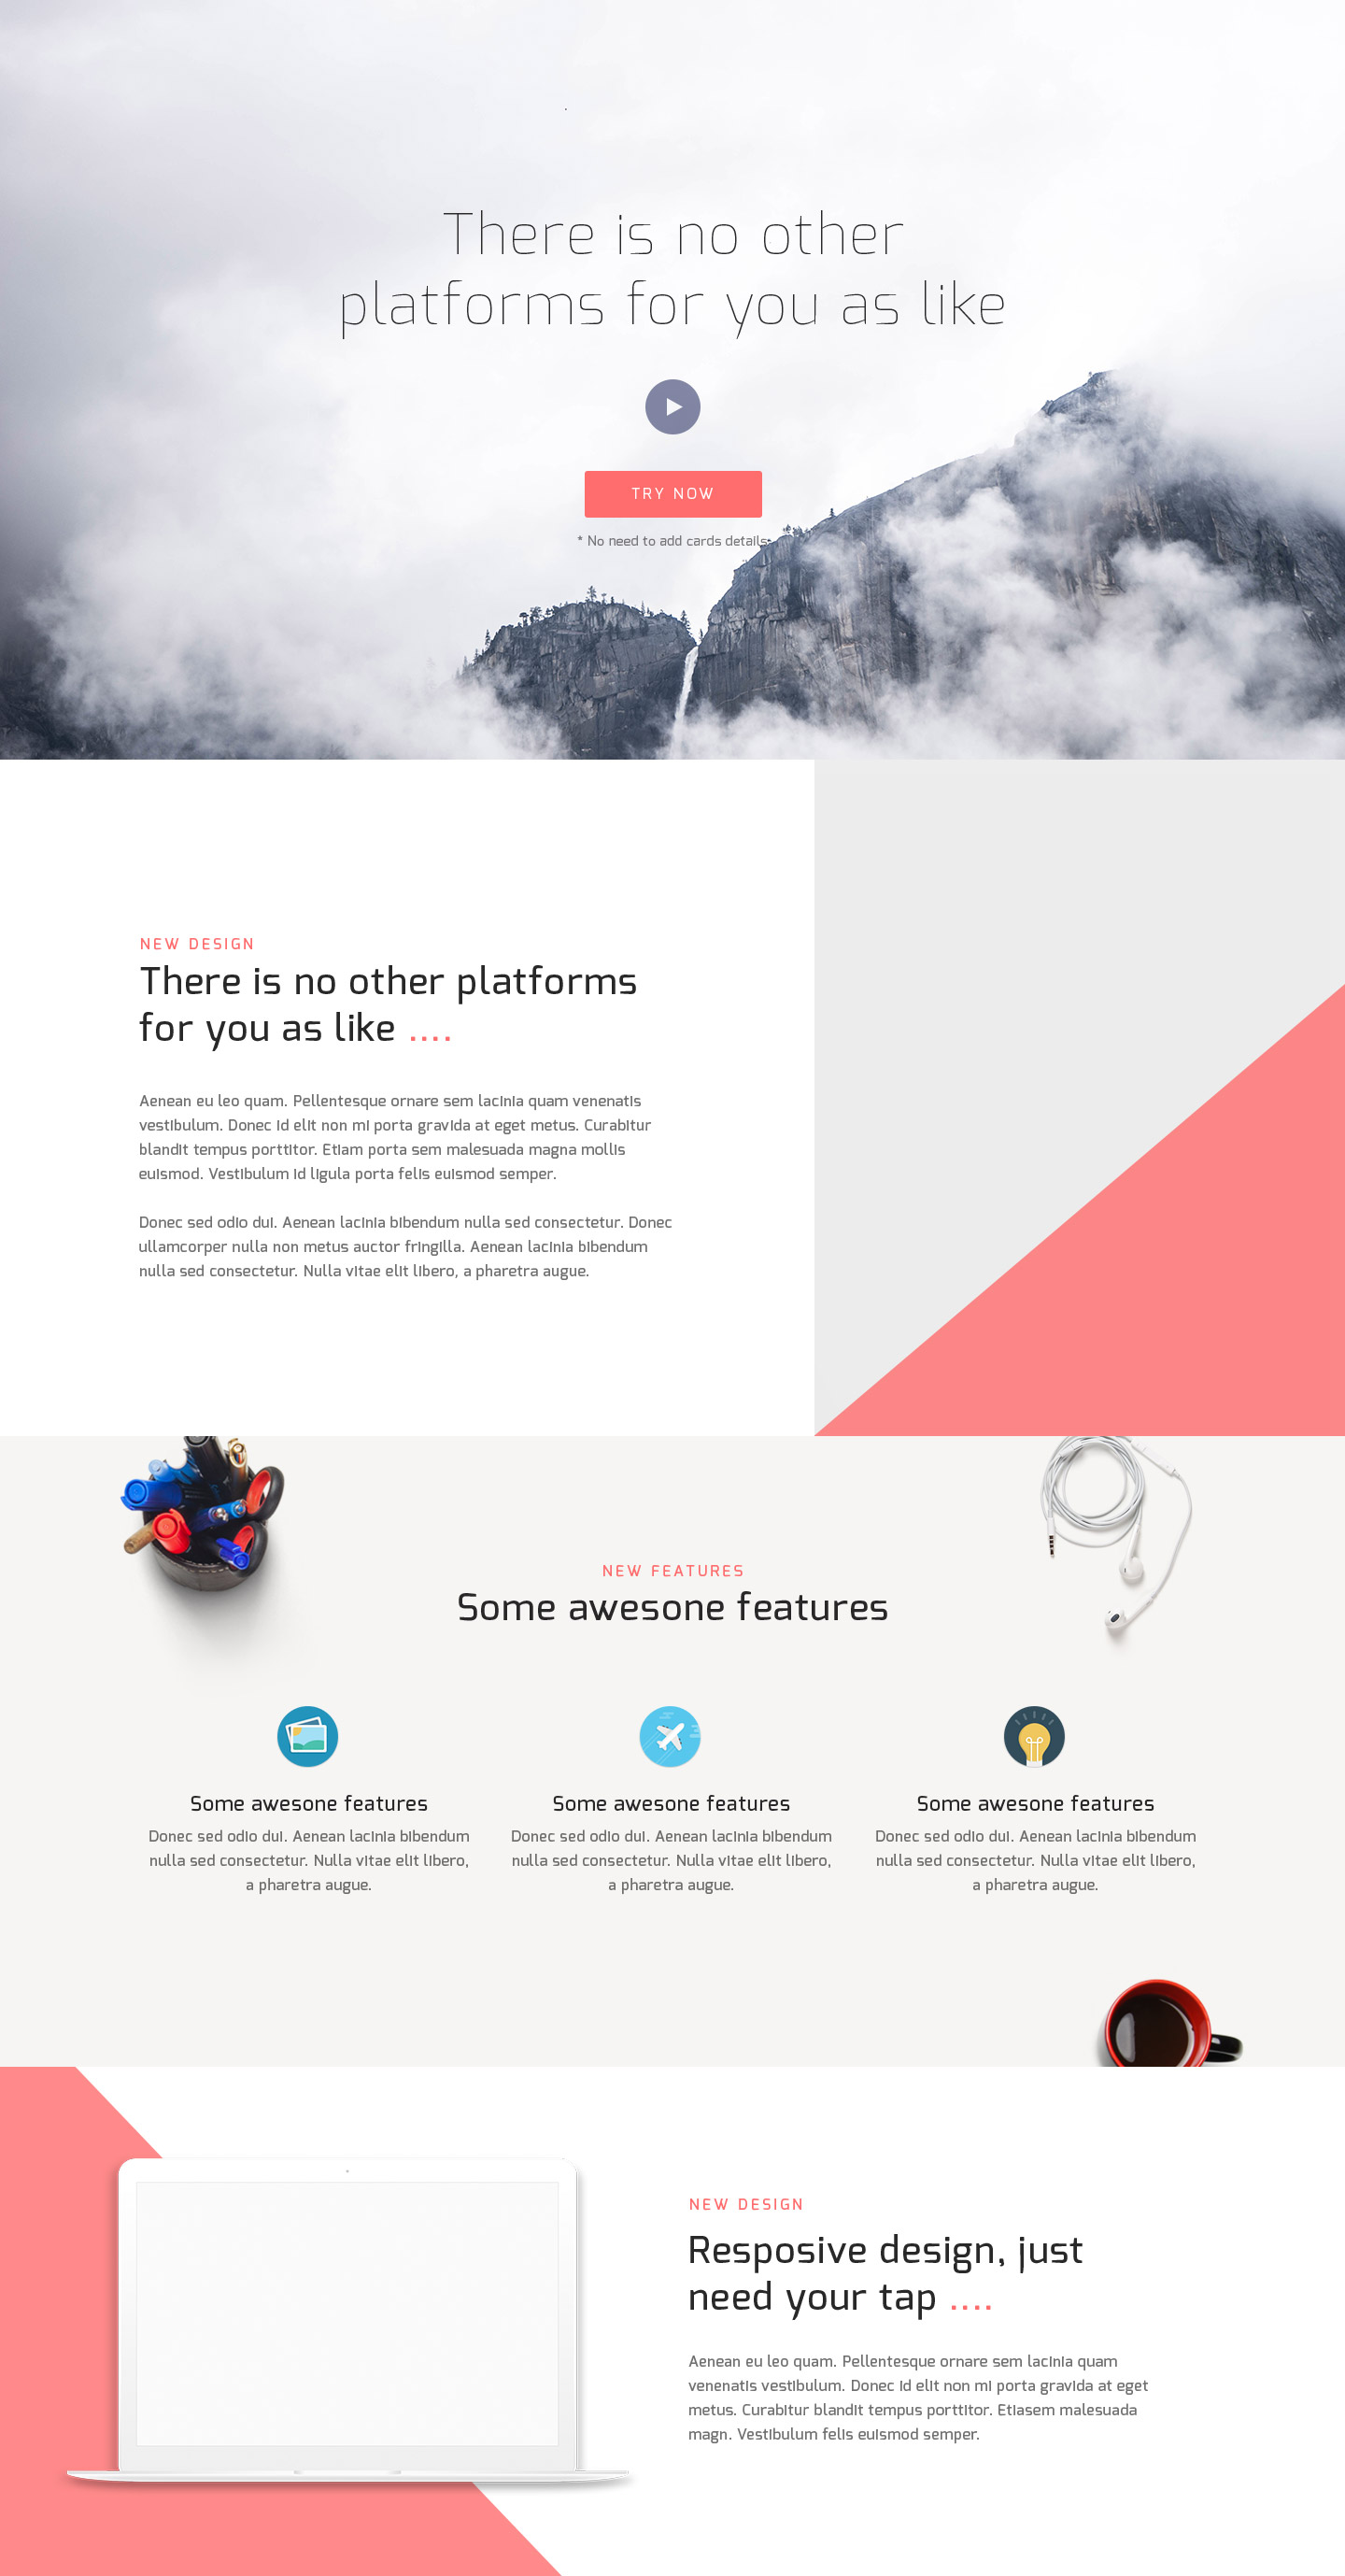 There is no other
platforms for you as like
TRY NOW
* No need to add cards details.
NEW DESIGN
There is no other platforms
for you as like ....
Aenean eu leo quam. Pellentesque ornare sem lacinia quam venenatis
vestibulum. Donec id elit non mi porta gravida at eget metus. Curabitur
blandit tempus porttitor. Etiam porta sem malesuada magna mollis
euismod. Vestibulum id ligula porta felis euismod semper.
Donec sed odio dui. Aenean lacinia bibendum nulla sed consectetur. Donec
ullamcorper nulla non metus auctor fringilla. Aenean lacinia bibendum
nulla sed consectetur. Nulla vitae elit libero, a pharetra augue.
NEW FEATURES
Some awesone features
Some awesone features
Donec sed odio dui. Aenean lacinia bibendum
nulla sed consectetur. Nulla vitae elit libero,
a pharetra augue.
Some awesone features
Donec sed odio dui. Aenean lacinia bibendum
nulla sed consectetur. Nulla vitae elit libero,
a pharetra augue.
Some awesone features
Donec sed odio dui. Aenean lacinia bibendum
nulla sed consectetur. Nulla vitae elit libero,
a pharetra augue.
NEW DESIGN
Resposive design, just
need your tap ....
Aenean eu leo quam. Pellentesque ornare sem lacinia quam
venenatis vestibulum. Donec id elit non mi porta gravida at eget
metus. Curabitur blandit tempus porttitor. Etiasem malesuada
magn. Vestibulum felis euismod semper.